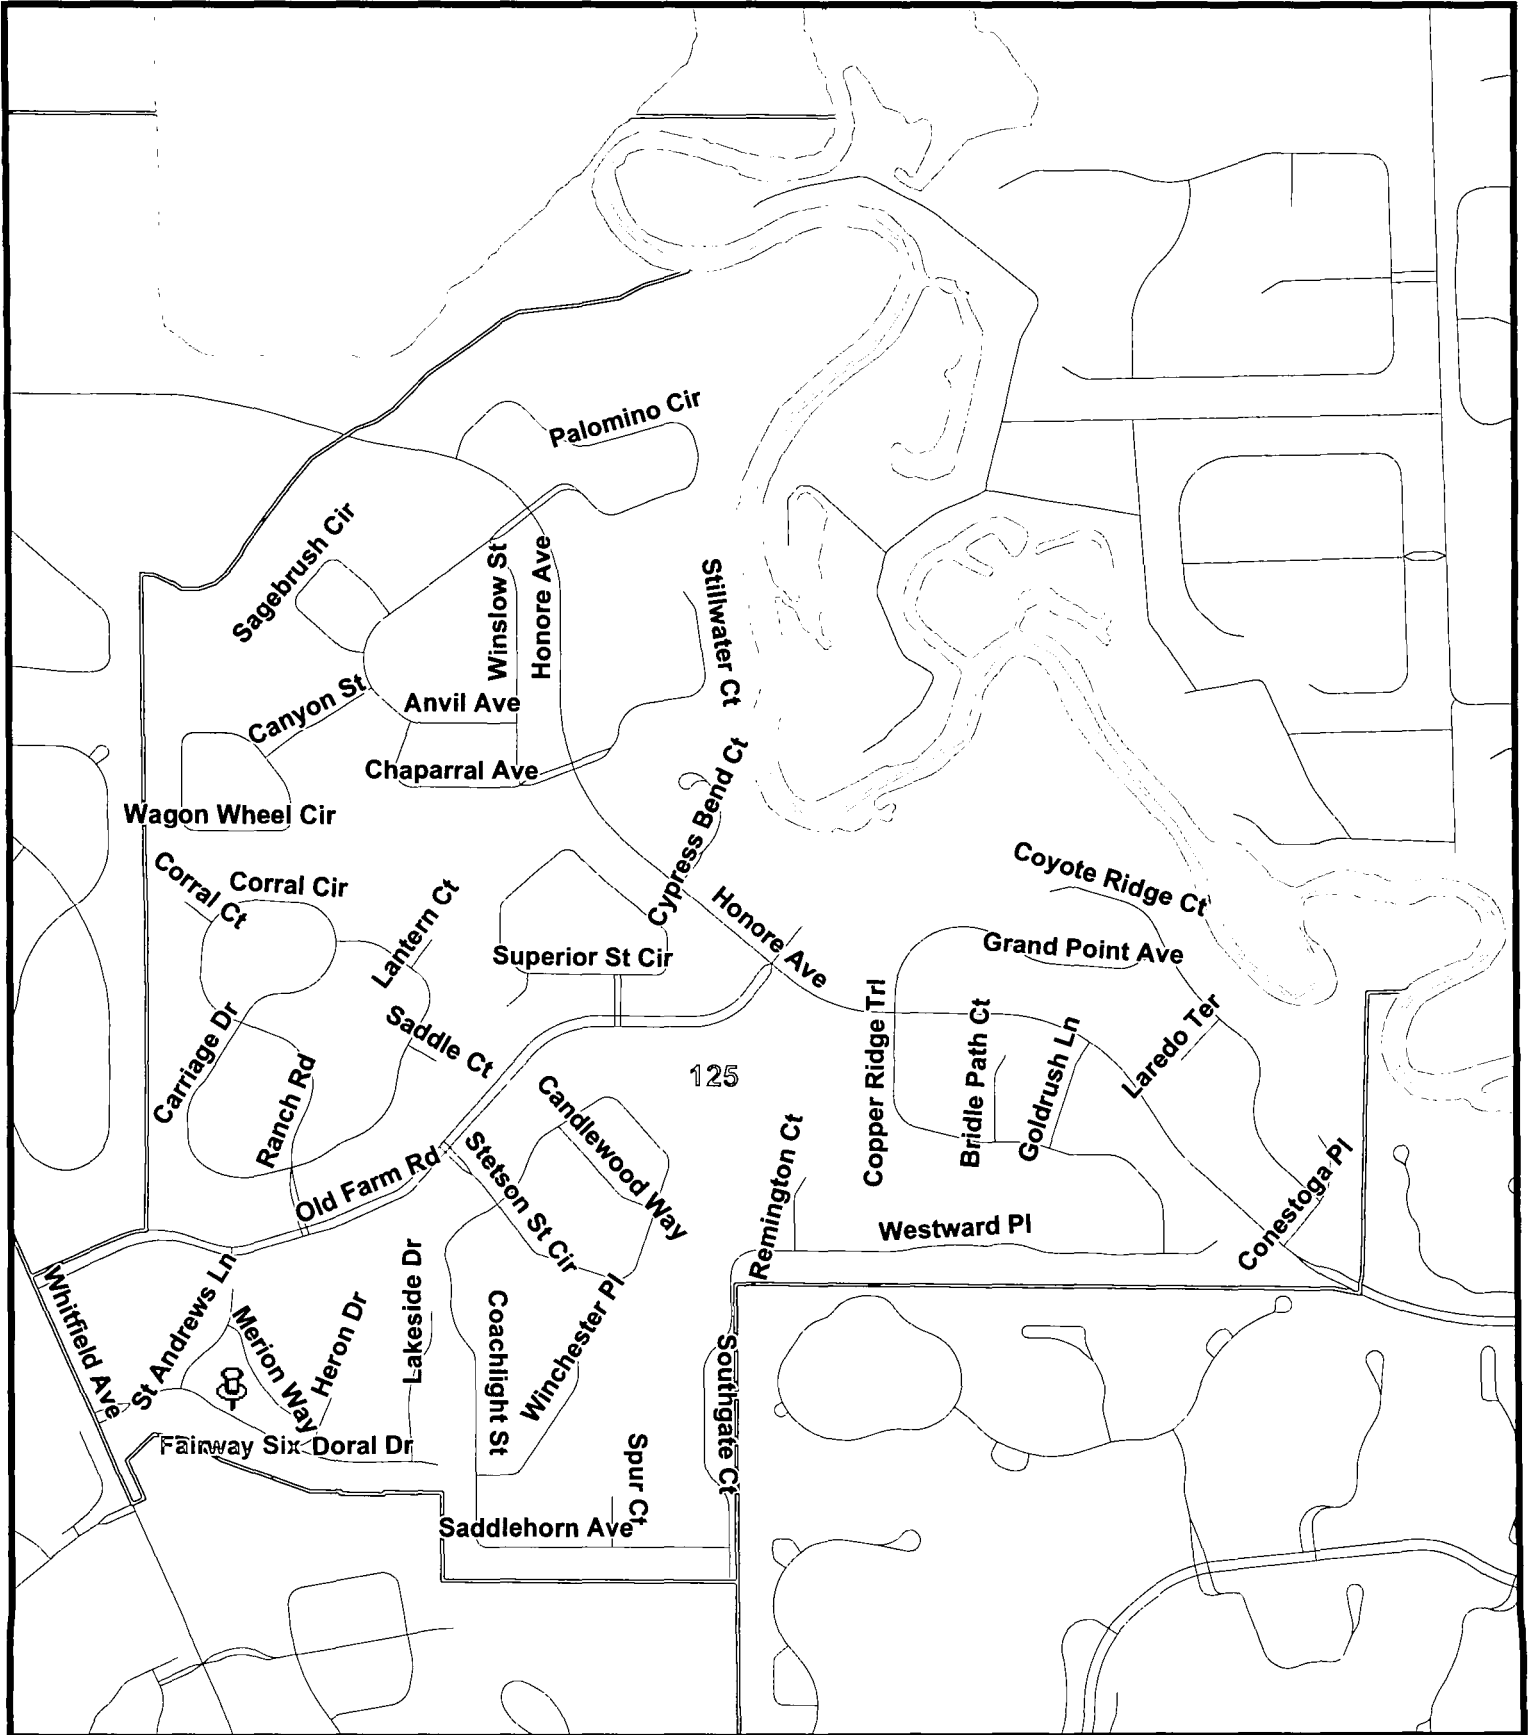 Palomino Cir
Sagebrush Cir
Winslow St
Honore Ave
Stillwater Ct
Canyon St
Anvil Ave
Chaparral Ave
Wagon Wheel Cir
Cypress Bend Ct
Corral Ct
Corral Cir
Lantern Ct
Superior St Cir
Honore Ave
Coyote Ridge Ct
Grand Point Ave
Carriage Dr
Ranch Rd
Saddle Ct
125
Copper Ridge Trl
Bridle Path Ct
Goldrush Ln
Laredo Ter
Candlewood Way
Old Farm Rd
Stetson St Cir
Remington Ct
Westward Pl
Conestoga Pl
Whitfield Ave
St Andrews Ln
Merion Way
Heron Dr
Lakeside Dr
Coachlight St
Winchester Pl
Southgate Ct
Fairway Six
Doral Dr
Spur Ct
Saddlehorn Ave